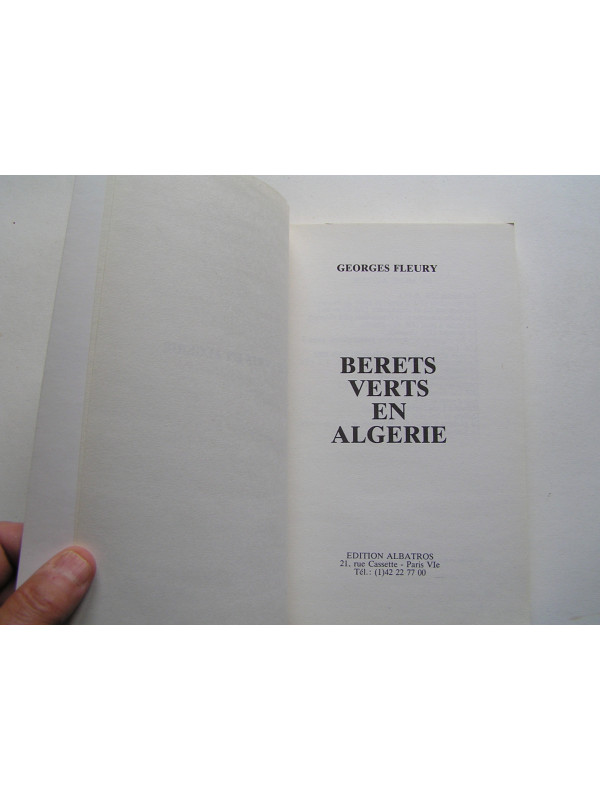 GEORGES FLEURY
BERETS
VERTS
EN
ALGERIE
EDITION ALBATROS
21, rue Cassette - Paris VIe
Tél.: (1)42 22 77 00